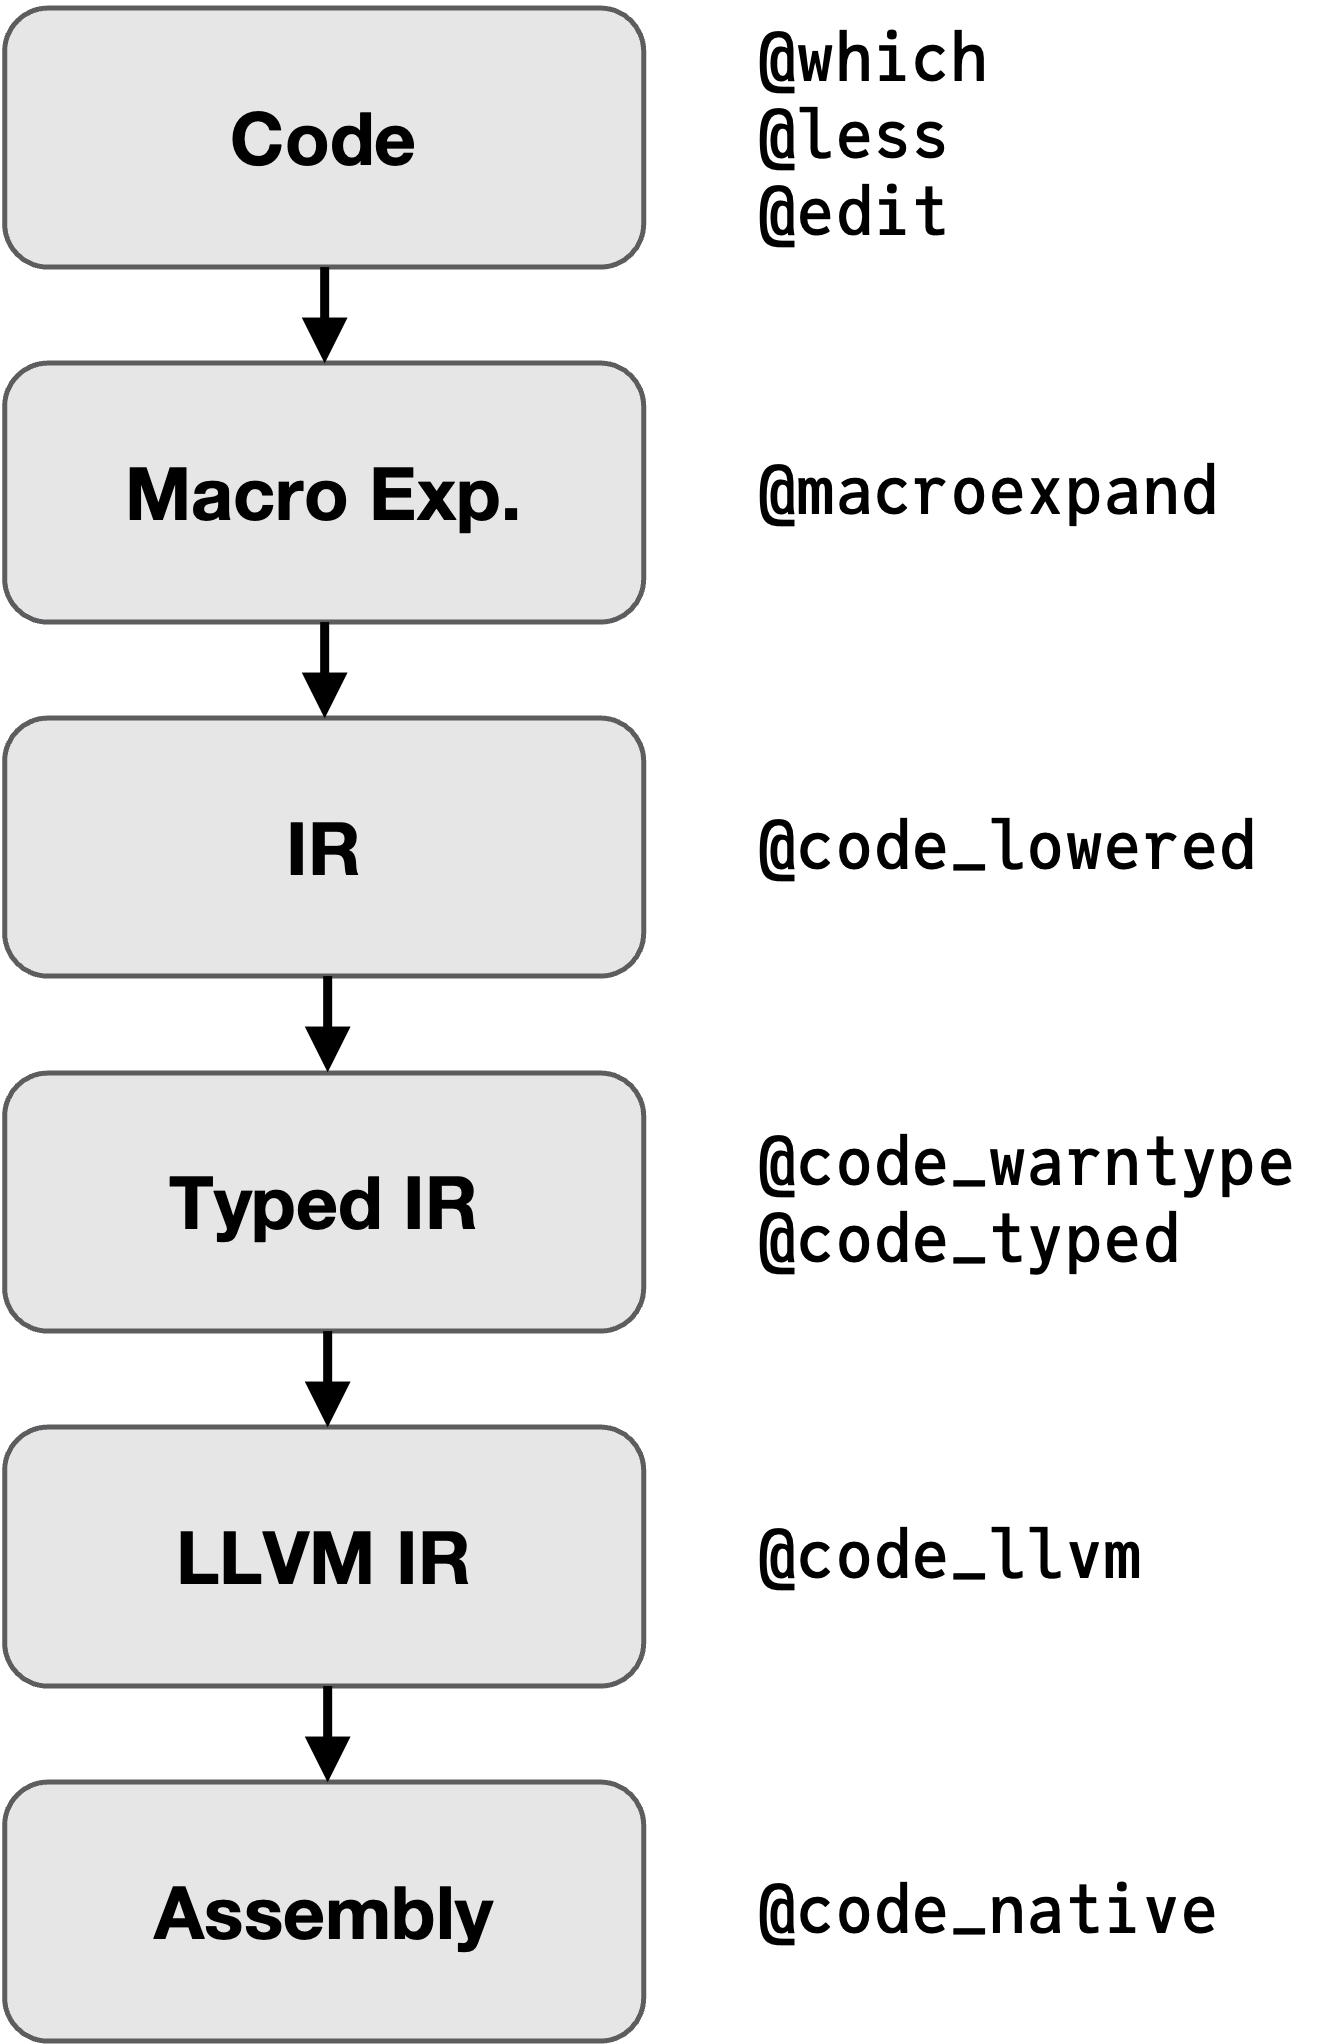 Code
@which
@less
@edit
Macro Exp.
@macroexpand
IR
@code_lowered
Typed IR
@code_warntype
@code_typed
LLVM IR
@code_llvm
Assembly
@code_native